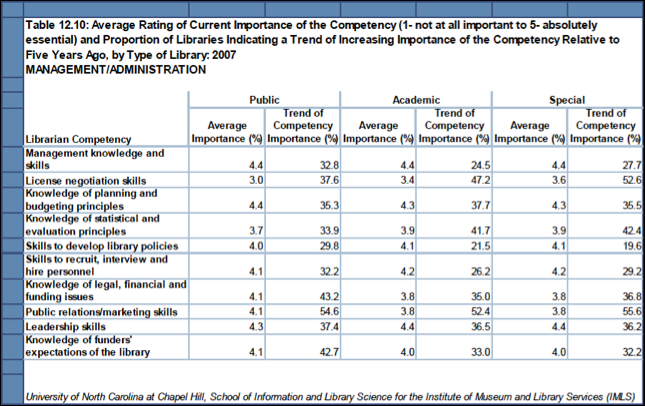 Table 12.10: Average Rating of Current Importance of the Competency (1- not at all important to 5- absolutely
essential) and Proportion of Libraries Indicating a Trend of Increasing Importance of the Competency Relative to
Five Years Ago, by Type of Library: 2007
MANAGEMENT/ADMINISTRATION
Public Academic Special
Librarian Competency Average Importance (%) Trend of Competency Importance (%) Average Importance (%) Trend of Competency Importance (%) Average Importance (%) Trend of Competency Importance (%)
Management knowledge and
skills 4.4 32.8 4.4 24.5 4.4 27.7
License negotiation skills 3.0 37.6 3.4 47.2 3.6 52.6
Knowledge of planning and
budgeting principles 4.4 35.3 4.3 37.7 4.3 35.5
Knowledge of statistical and
evaluation principles 3.7 33.9 3.9 41.7 3.9 42.4
Skills to develop library policies 4.0 29.8 4.1 21.5 4.1 19.6
Skills to recruit, interview and
hire personnel 4.1 32.2 4.2 26.2 4.2 29.2
Knowledge of legal, financial and
funding issues 4.1 43.2 3.8 35.0 3.8 36.8
Public relations/marketing skills 4.1 54.6 3.8 52.4 3.8 55.6
Leadership skills 4.3 37.4 4.4 36.5 4.4 36.2
Knowledge of funders'
expectations of the library 4.1 42.7 4.0 33.0 4.0 32.2
University of North Carolina at Chapel Hill, School of Information and Library Science for the Institute of Museum and Library Services (IMLS)